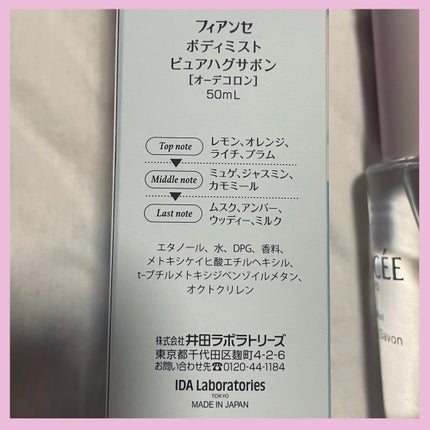 フィアンセ
ボディミスト
ピュアハグサボン
[オーデコロン]
50mL
Top note レモン、オレンジ、
ライチ、プラム
Middle note ミュゲ、ジャスミン、
カモミール
Last note ムスク、アンバー、
ウッディー、ミルク
エタノール、水、DPG、香料、
メトキシケイヒ酸エチルヘキシル、
t-ブチルメトキシジベンゾイルメタン、
オクトクリレン
株式会社 井田ラボラトリーズ
東京都千代田区麹町4-2-6
お問い合わせ先☎0120-44-1184
IDA Laboratories
TOKYO
MADE IN JAPAN
CÉE
Savon